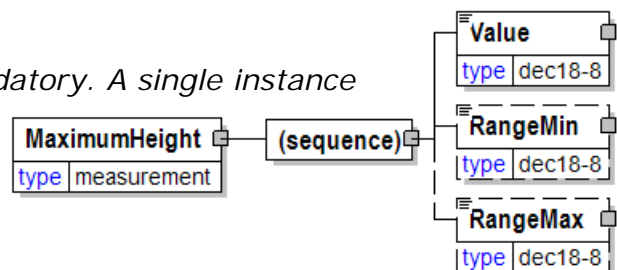 Value
type dec18-8
datory. A single instance
RangeMin
type dec18-8
MaximumHeight
type measurement
(sequence)
RangeMax
type dec18-8